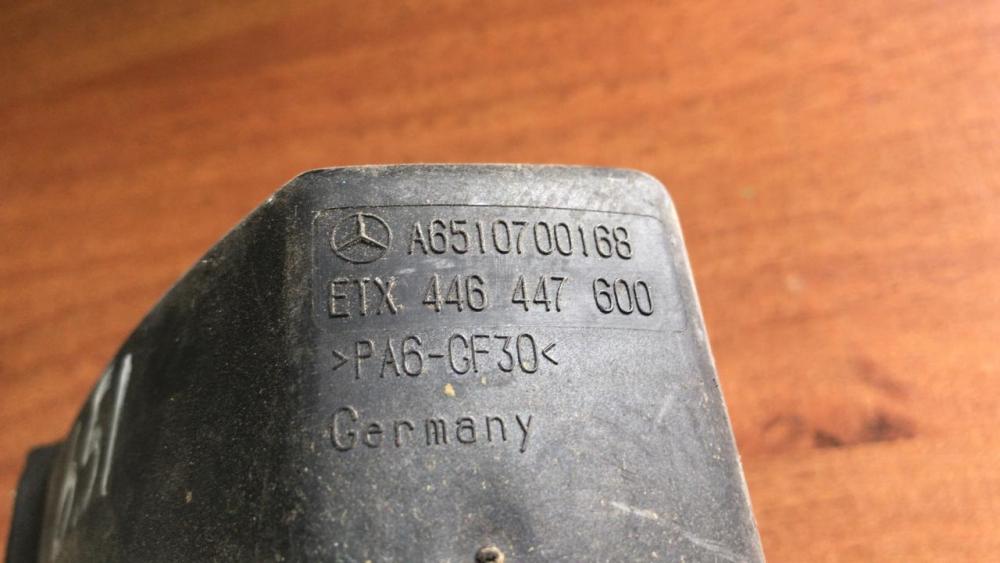 A6510700168
ETX 446 447 600
>PA6-GF30<
Germany